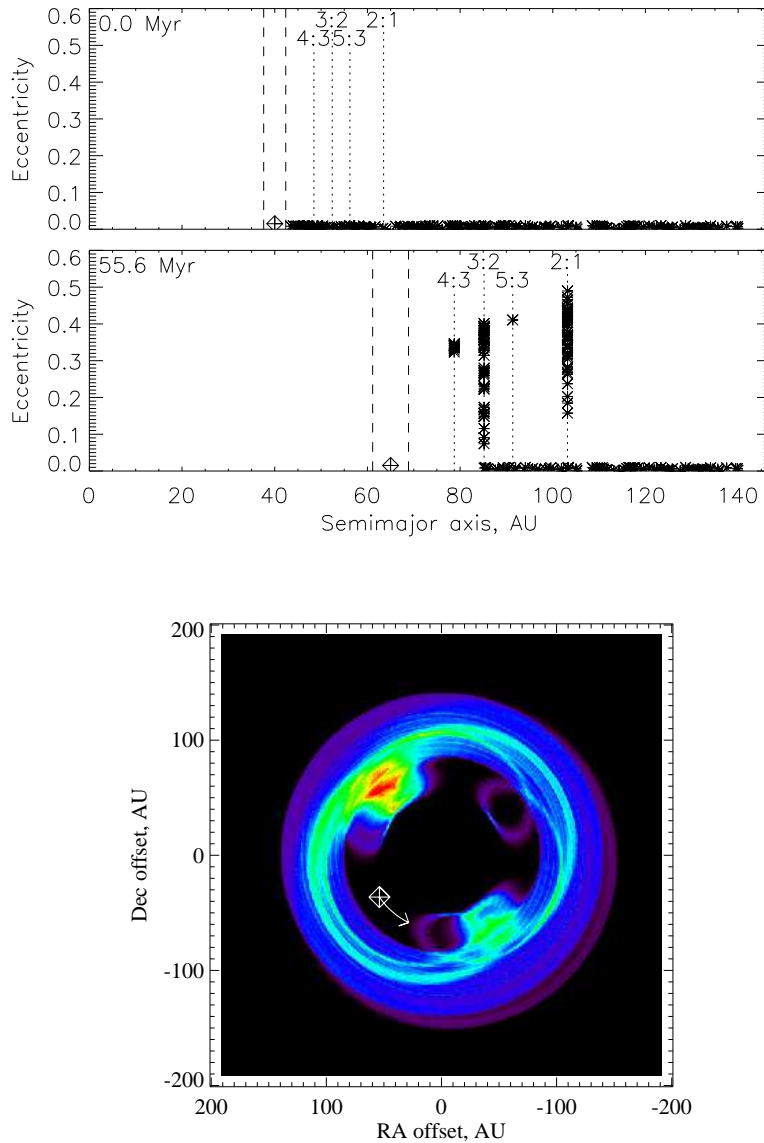 0.6
0.0 Myr
3:2 2:1
4:3 5:3
0.5
0.4
0.3
0.2
0.1
0.0
Eccentricity
0.6
55.6 Myr
3:2 2:1
4:3 5:3
0.5
0.4
0.3
0.2
0.1
0.0
Eccentricity
0 20 40 60 80 100 120 140
Semimajor axis, AU
200
100
0
-100
-200
Dec offset, AU
200 100 0 -100 -200
RA offset, AU